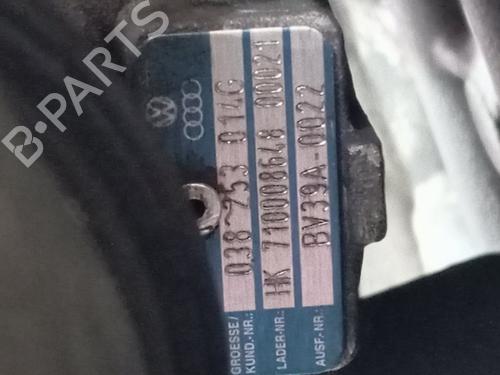 B-PARTS
GROESSE/
KUND.-NR.: 038 253 014G
LADER-NR.: HK 710008648 00021
AUSF.-NR.: BV39A-0022